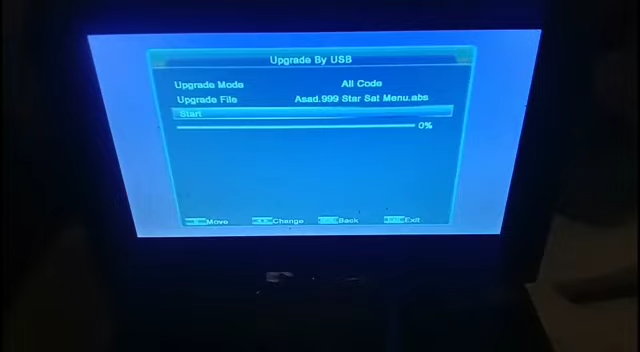 Upgrade By USB
Upgrade Mode All Code
Upgrade File Asad.999 Star Sat Menu.abs
Start
0%
Move Change Back Exit